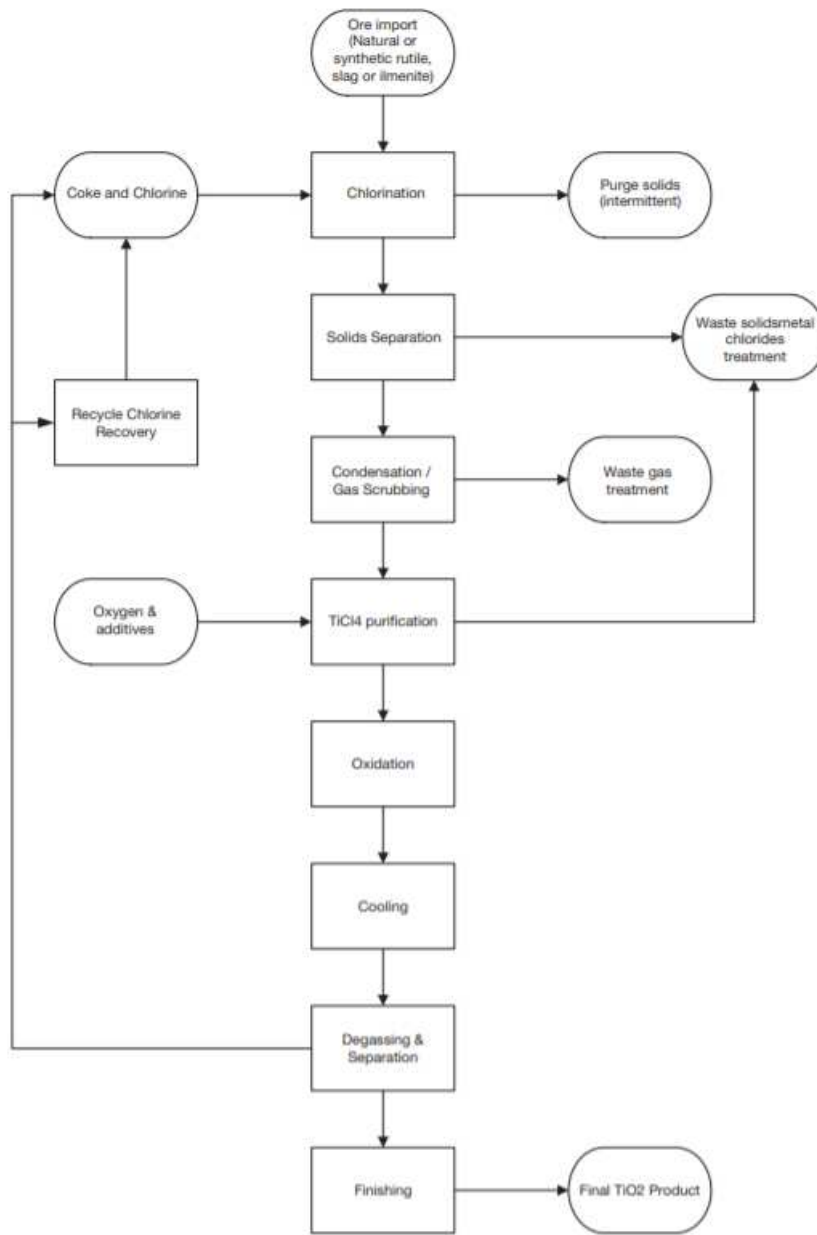 Ore import
(Natural or
synthetic rutile,
slag or ilmenite)
Coke and Chlorine
Chlorination
Purge solids
(intermittent)
Solids Separation
Waste solidsmetal
chlorides
treatment
Recycle Chlorine
Recovery
Condensation /
Gas Scrubbing
Waste gas
treatment
Oxygen &
additives
TiCl4 purification
Oxidation
Cooling
Degassing &
Separation
Finishing
Final TiO2 Product